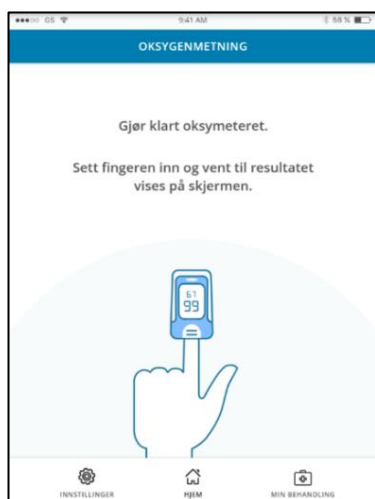 GS 9:41 AM 58 %
OKSYGENMETNING
Gjør klart oksymeteret.
Sett fingeren inn og vent til resultatet
vises på skjermen.
67
99
INNSTILLINGER HJEM MIN BEHANDLING